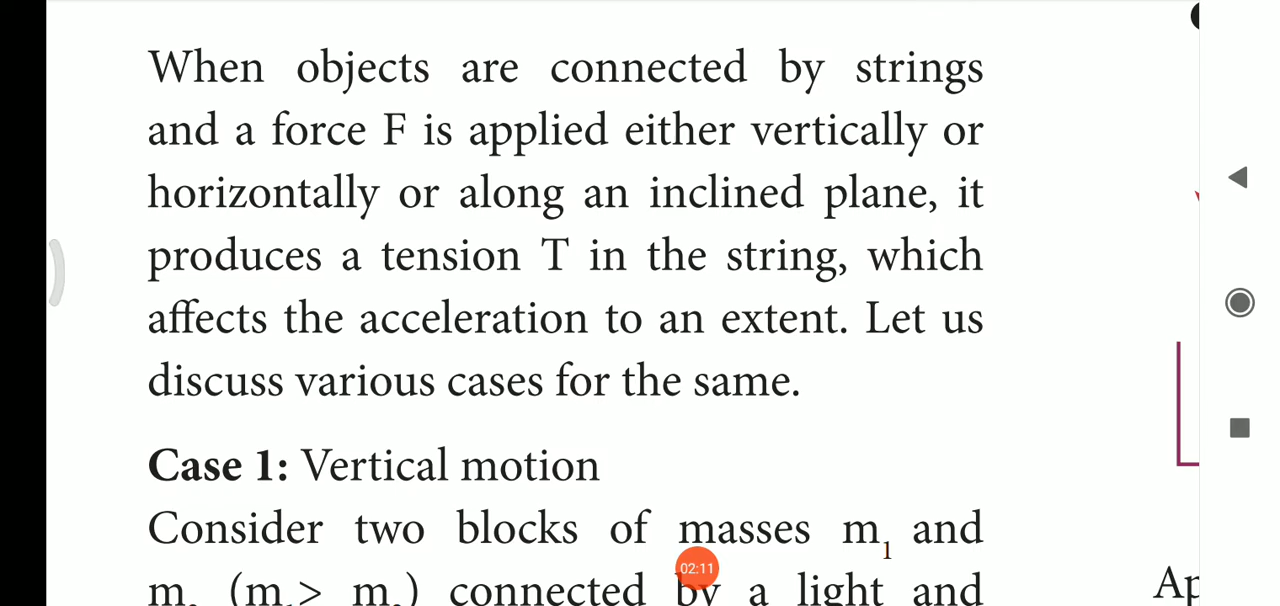 When objects are connected by strings
and a force F is applied either vertically or
horizontally or along an inclined plane, it
produces a tension T in the string, which
affects the acceleration to an extent. Let us
discuss various cases for the same.
Case 1: Vertical motion
Consider two blocks of masses m₁ and
(m > m connected by a light and
02:11